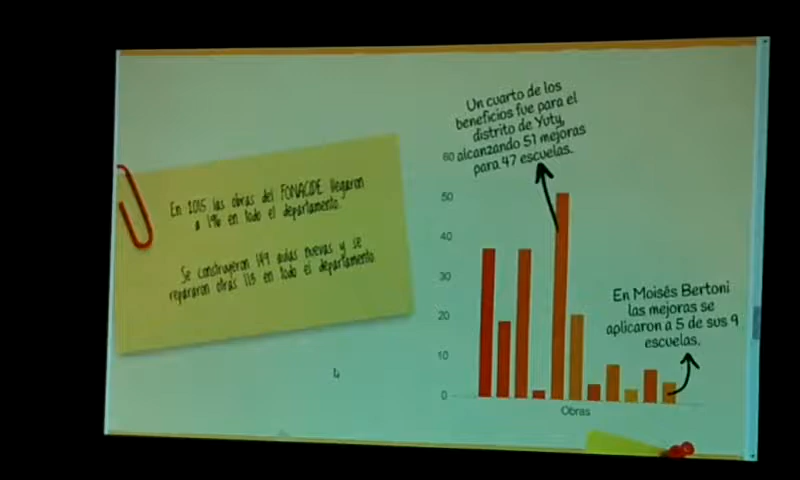 En 2015 las obras del FONACIDE llegaron
a 196 en todo el departamento.
Se construyeron 149 aulas nuevas y se
repararon otras 113 en todo el departamento
Un cuarto de los
beneficios fue para el
distrito de Yuty,
alcanzando 51 mejoras
para 47 escuelas.
60
50
40
30
20
10
0
Obras
En Moisés Bertoni
las mejoras se
aplicaron a 5 de sus 9
escuelas.